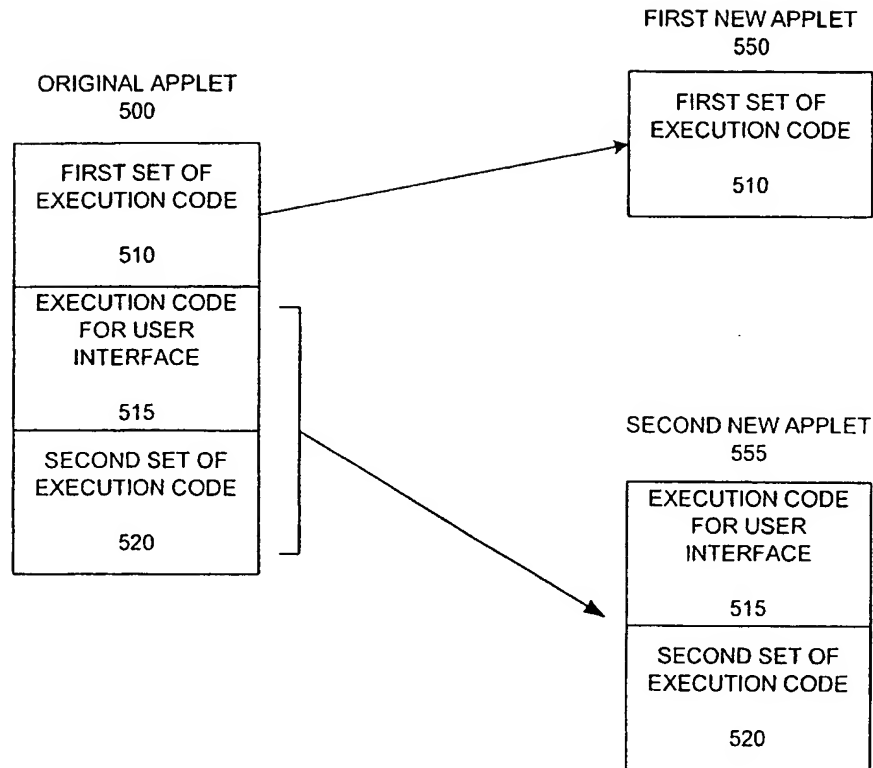 ORIGINAL APPLET
500
FIRST SET OF
EXECUTION CODE
510
EXECUTION CODE
FOR USER
INTERFACE
515
SECOND SET OF
EXECUTION CODE
520
FIRST NEW APPLET
550
FIRST SET OF
EXECUTION CODE
510
SECOND NEW APPLET
555
EXECUTION CODE
FOR USER
INTERFACE
515
SECOND SET OF
EXECUTION CODE
520